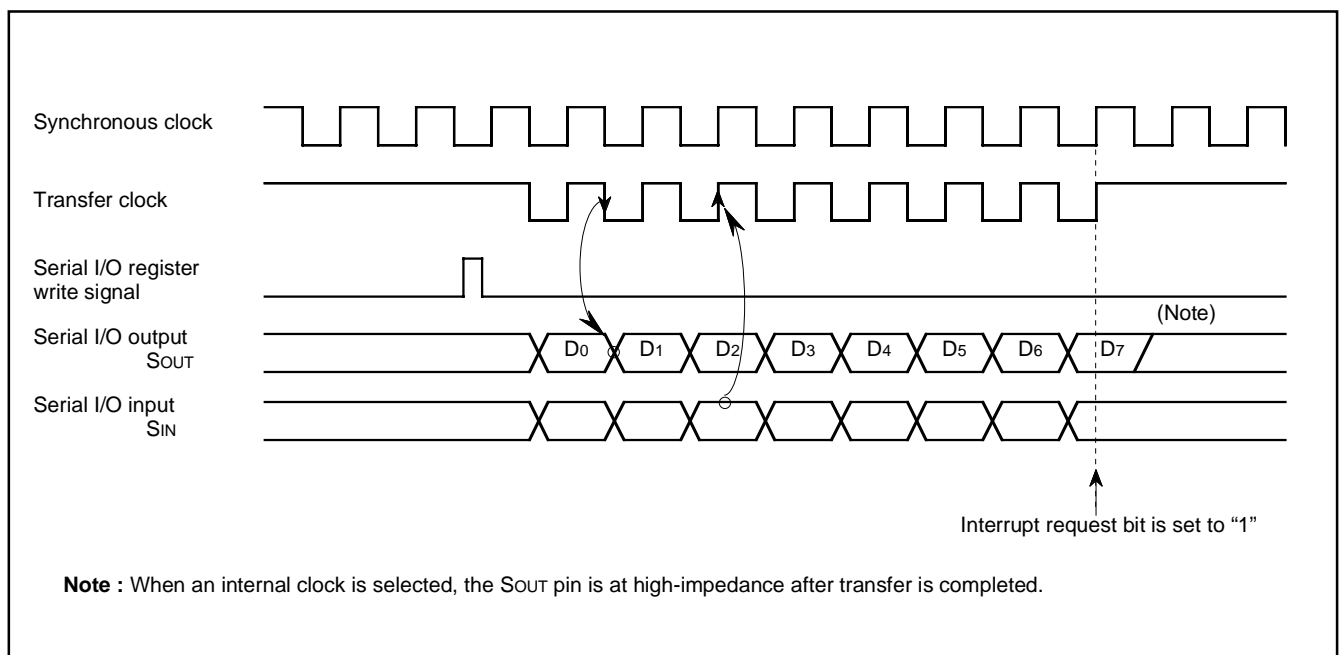 Synchronous clock
Transfer clock
Serial I/O register
write signal
(Note)
Serial I/O output
SOUT
D0 D1 D2 D3 D4 D5 D6 D7
Serial I/O input
SIN
Interrupt request bit is set to “1”
Note : When an internal clock is selected, the SOUT pin is at high-impedance after transfer is completed.